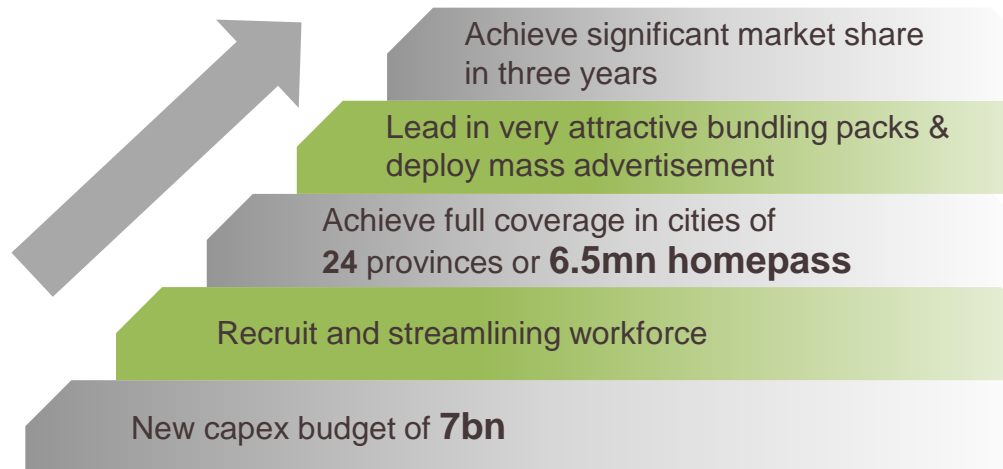 Achieve significant market share
in three years
Lead in very attractive bundling packs &
deploy mass advertisement
Achieve full coverage in cities of
24 provinces or 6.5mn homepass
Recruit and streamlining workforce
New capex budget of 7bn